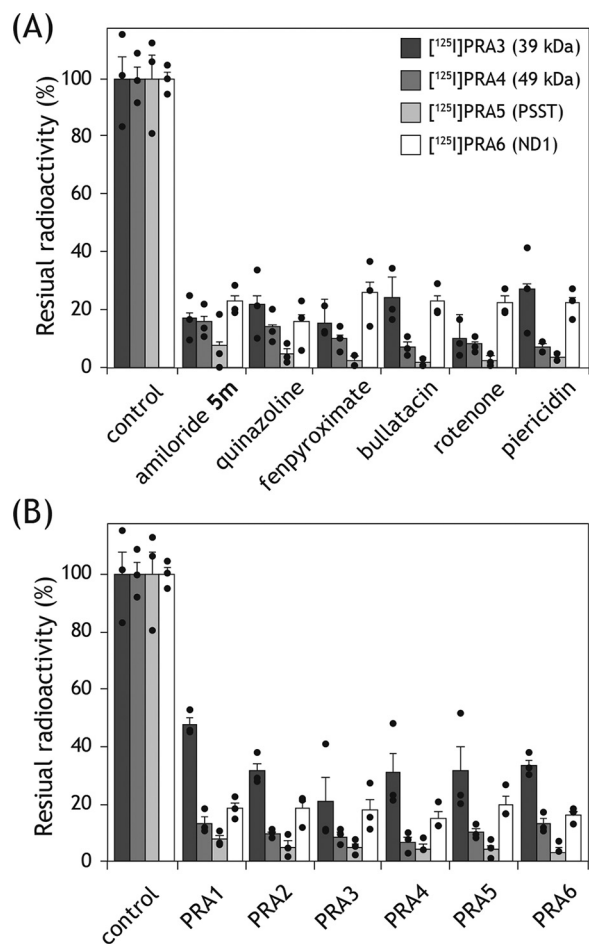 (A)
[¹²⁵I]PRA3 (39 kDa)
[¹²⁵I]PRA4 (49 kDa)
[¹²⁵I]PRA5 (PSST)
[¹²⁵I]PRA6 (ND1)
Resiual radioactivity (%)
100
80
60
40
20
0
control
amiloride 5m
quinazoline
fenpyroximate
bullatacin
rotenone
piericidin
(B)
Resiual radioactivity (%)
100
80
60
40
20
0
control
PRA1
PRA2
PRA3
PRA4
PRA5
PRA6